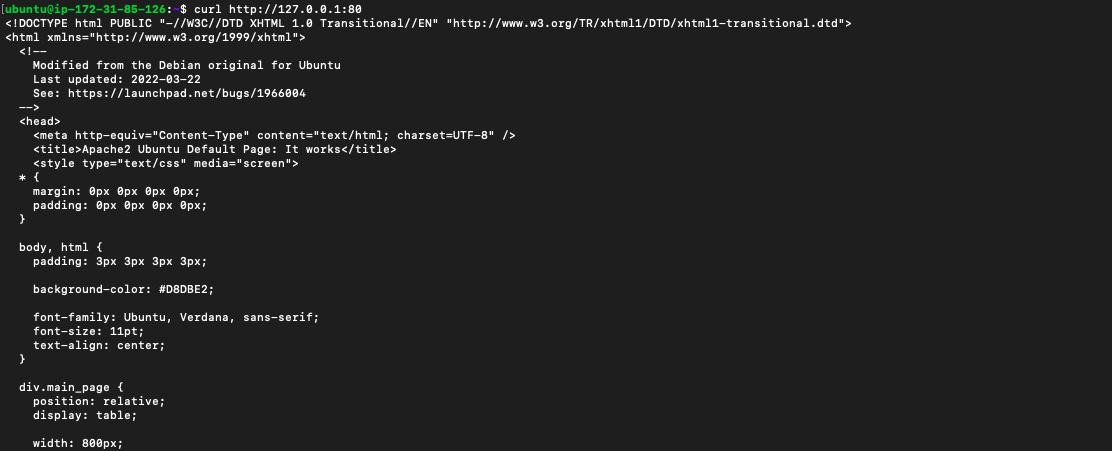 [ubuntu@ip-172-31-85-126:~$ curl http://127.0.0.1:80
<!DOCTYPE html PUBLIC "-//W3C//DTD XHTML 1.0 Transitional//EN" "http://www.w3.org/TR/xhtml1/DTD/xhtml1-transitional.dtd">
<html xmlns="http://www.w3.org/1999/xhtml">
  <!--
    Modified from the Debian original for Ubuntu
    Last updated: 2022-03-22
    See: https://launchpad.net/bugs/1966004
  -->
  <head>
    <meta http-equiv="Content-Type" content="text/html; charset=UTF-8" />
    <title>Apache2 Ubuntu Default Page: It works</title>
    <style type="text/css" media="screen">
  * {
    margin: 0px 0px 0px 0px;
    padding: 0px 0px 0px 0px;
  }

  body, html {
    padding: 3px 3px 3px 3px;

    background-color: #D8DBE2;

    font-family: Ubuntu, Verdana, sans-serif;
    font-size: 11pt;
    text-align: center;
  }

  div.main_page {
    position: relative;
    display: table;

    width: 800px;